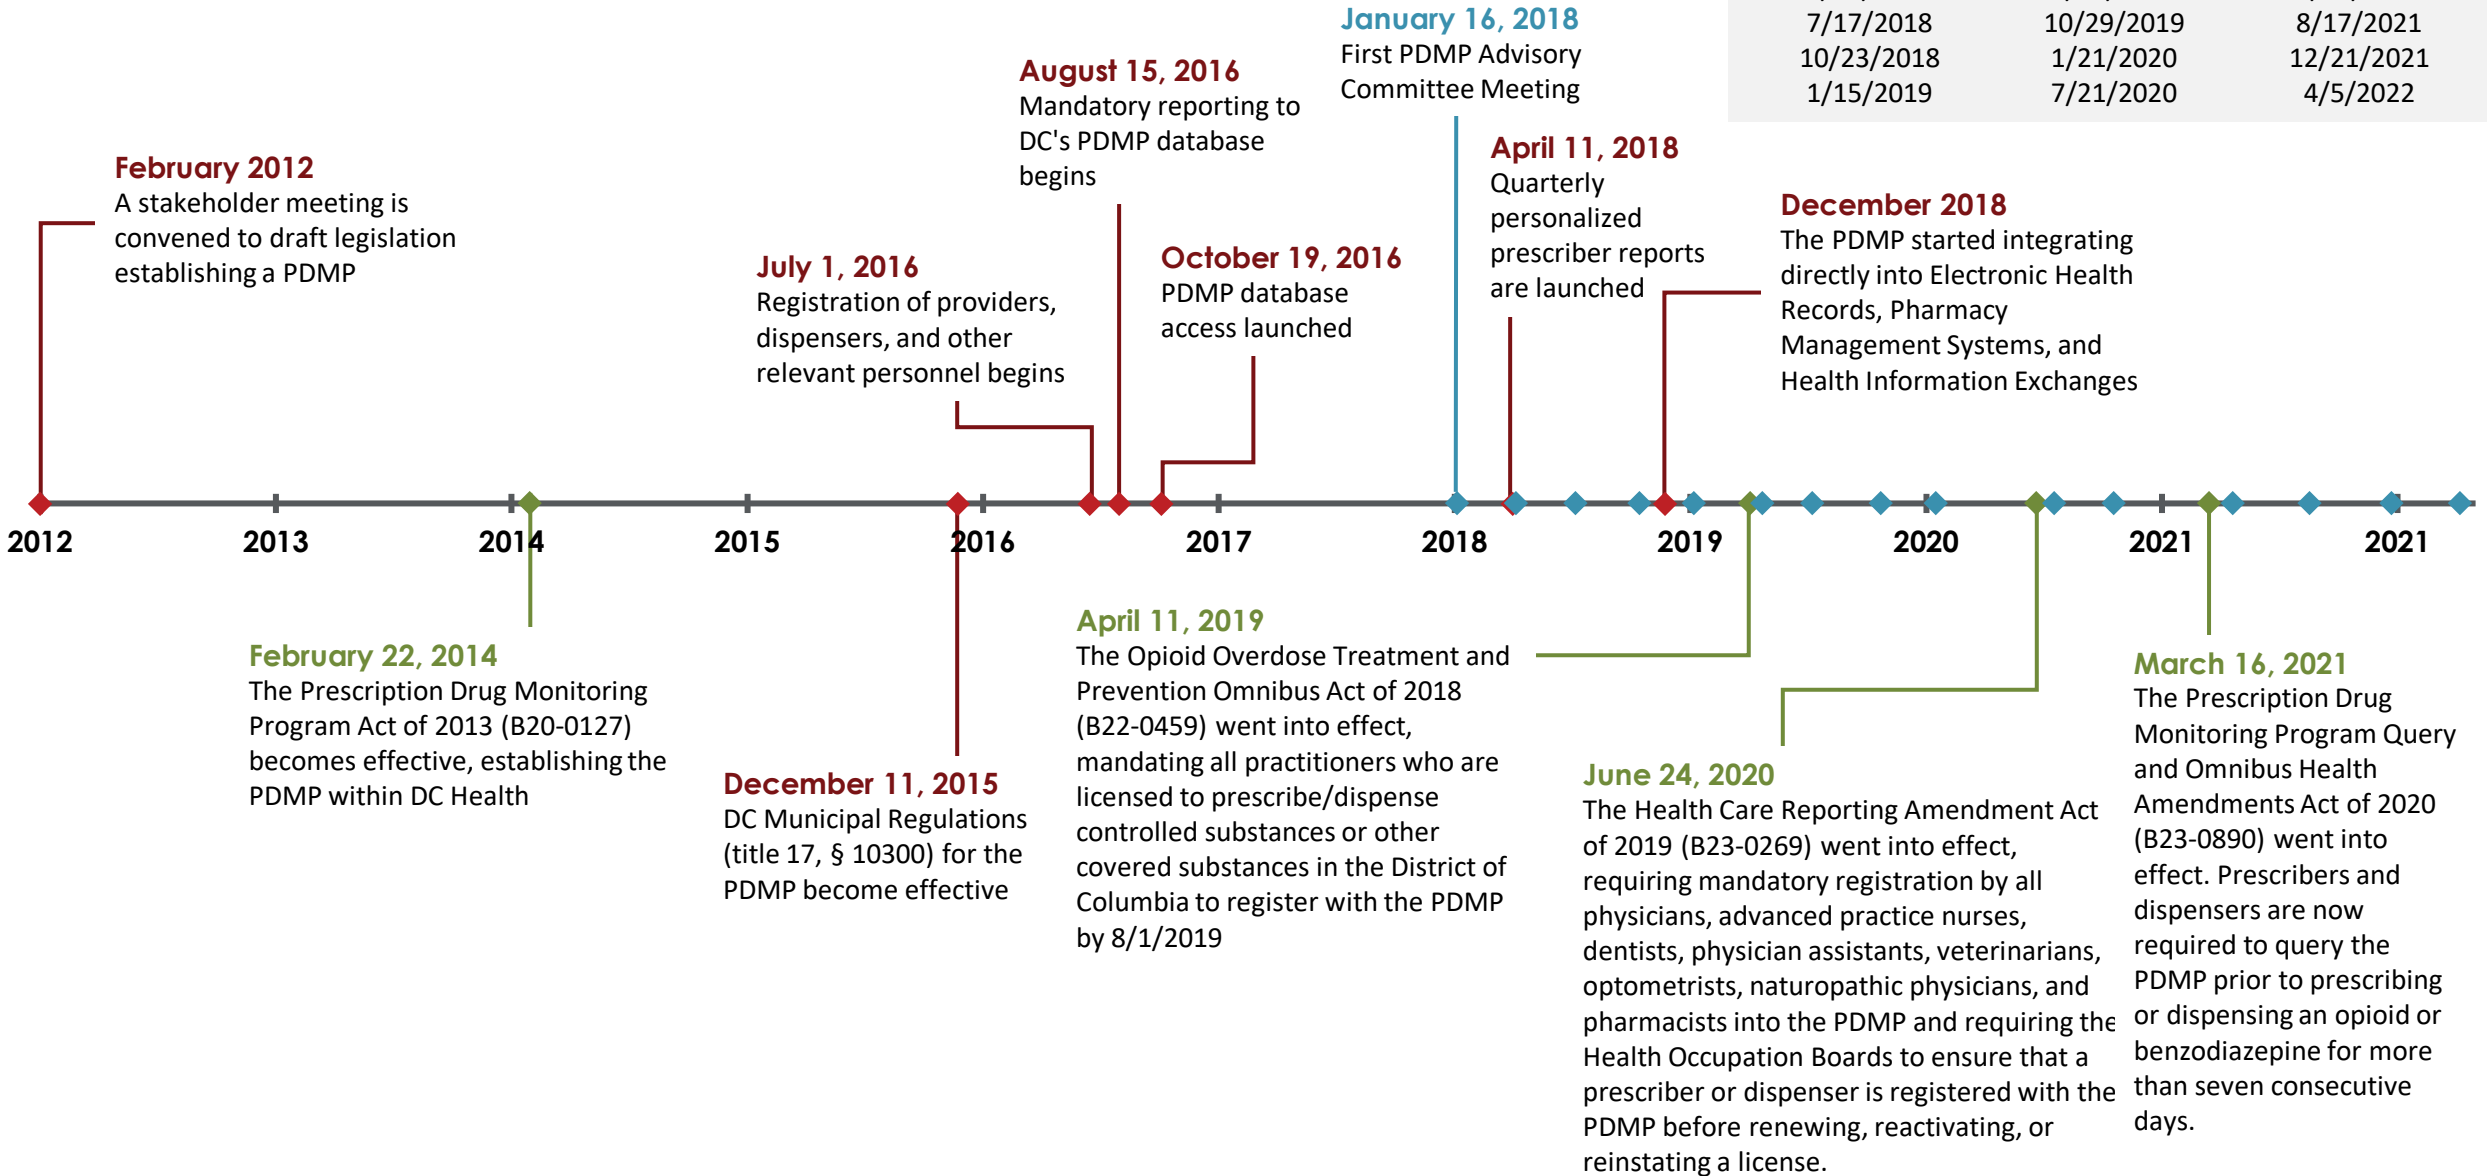 7/17/2018 10/29/2019 8/17/2021
10/23/2018 1/21/2020 12/21/2021
1/15/2019 7/21/2020 4/5/2022
February 2012
A stakeholder meeting is
convened to draft legislation
establishing a PDMP
July 1, 2016
Registration of providers,
dispensers, and other
relevant personnel begins
August 15, 2016
Mandatory reporting to
DC's PDMP database
begins
October 19, 2016
PDMP database
access launched
January 16, 2018
First PDMP Advisory
Committee Meeting
April 11, 2018
Quarterly
personalized
prescriber reports
are launched
December 2018
The PDMP started integrating
directly into Electronic Health
Records, Pharmacy
Management Systems, and
Health Information Exchanges
2012 2013 2014 2015 2016 2017 2018 2019 2020 2021 2021
February 22, 2014
The Prescription Drug Monitoring
Program Act of 2013 (B20-0127)
becomes effective, establishing the
PDMP within DC Health
December 11, 2015
DC Municipal Regulations
(title 17, § 10300) for the
PDMP become effective
April 11, 2019
The Opioid Overdose Treatment and
Prevention Omnibus Act of 2018
(B22-0459) went into effect,
mandating all practitioners who are
licensed to prescribe/dispense
controlled substances or other
covered substances in the District of
Columbia to register with the PDMP
by 8/1/2019
June 24, 2020
The Health Care Reporting Amendment Act
of 2019 (B23-0269) went into effect,
requiring mandatory registration by all
physicians, advanced practice nurses,
dentists, physician assistants, veterinarians,
optometrists, naturopathic physicians, and
pharmacists into the PDMP and requiring the
Health Occupation Boards to ensure that a
prescriber or dispenser is registered with the
PDMP before renewing, reactivating, or
reinstating a license.
March 16, 2021
The Prescription Drug
Monitoring Program Query
and Omnibus Health
Amendments Act of 2020
(B23-0890) went into
effect. Prescribers and
dispensers are now
required to query the
PDMP prior to prescribing
or dispensing an opioid or
benzodiazepine for more
than seven consecutive
days.